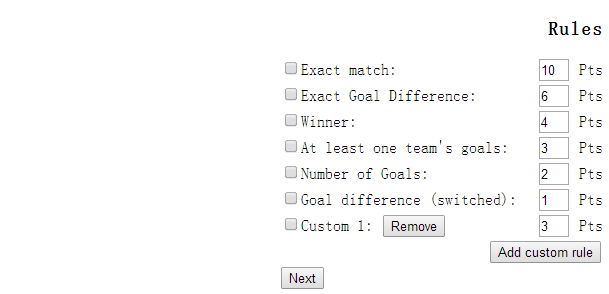 Rules
Exact match: 10 Pts
Exact Goal Difference: 6 Pts
Winner: 4 Pts
At least one team's goals: 3 Pts
Number of Goals: 2 Pts
Goal difference (switched): 1 Pts
Custom 1: Remove 3 Pts
Add custom rule
Next